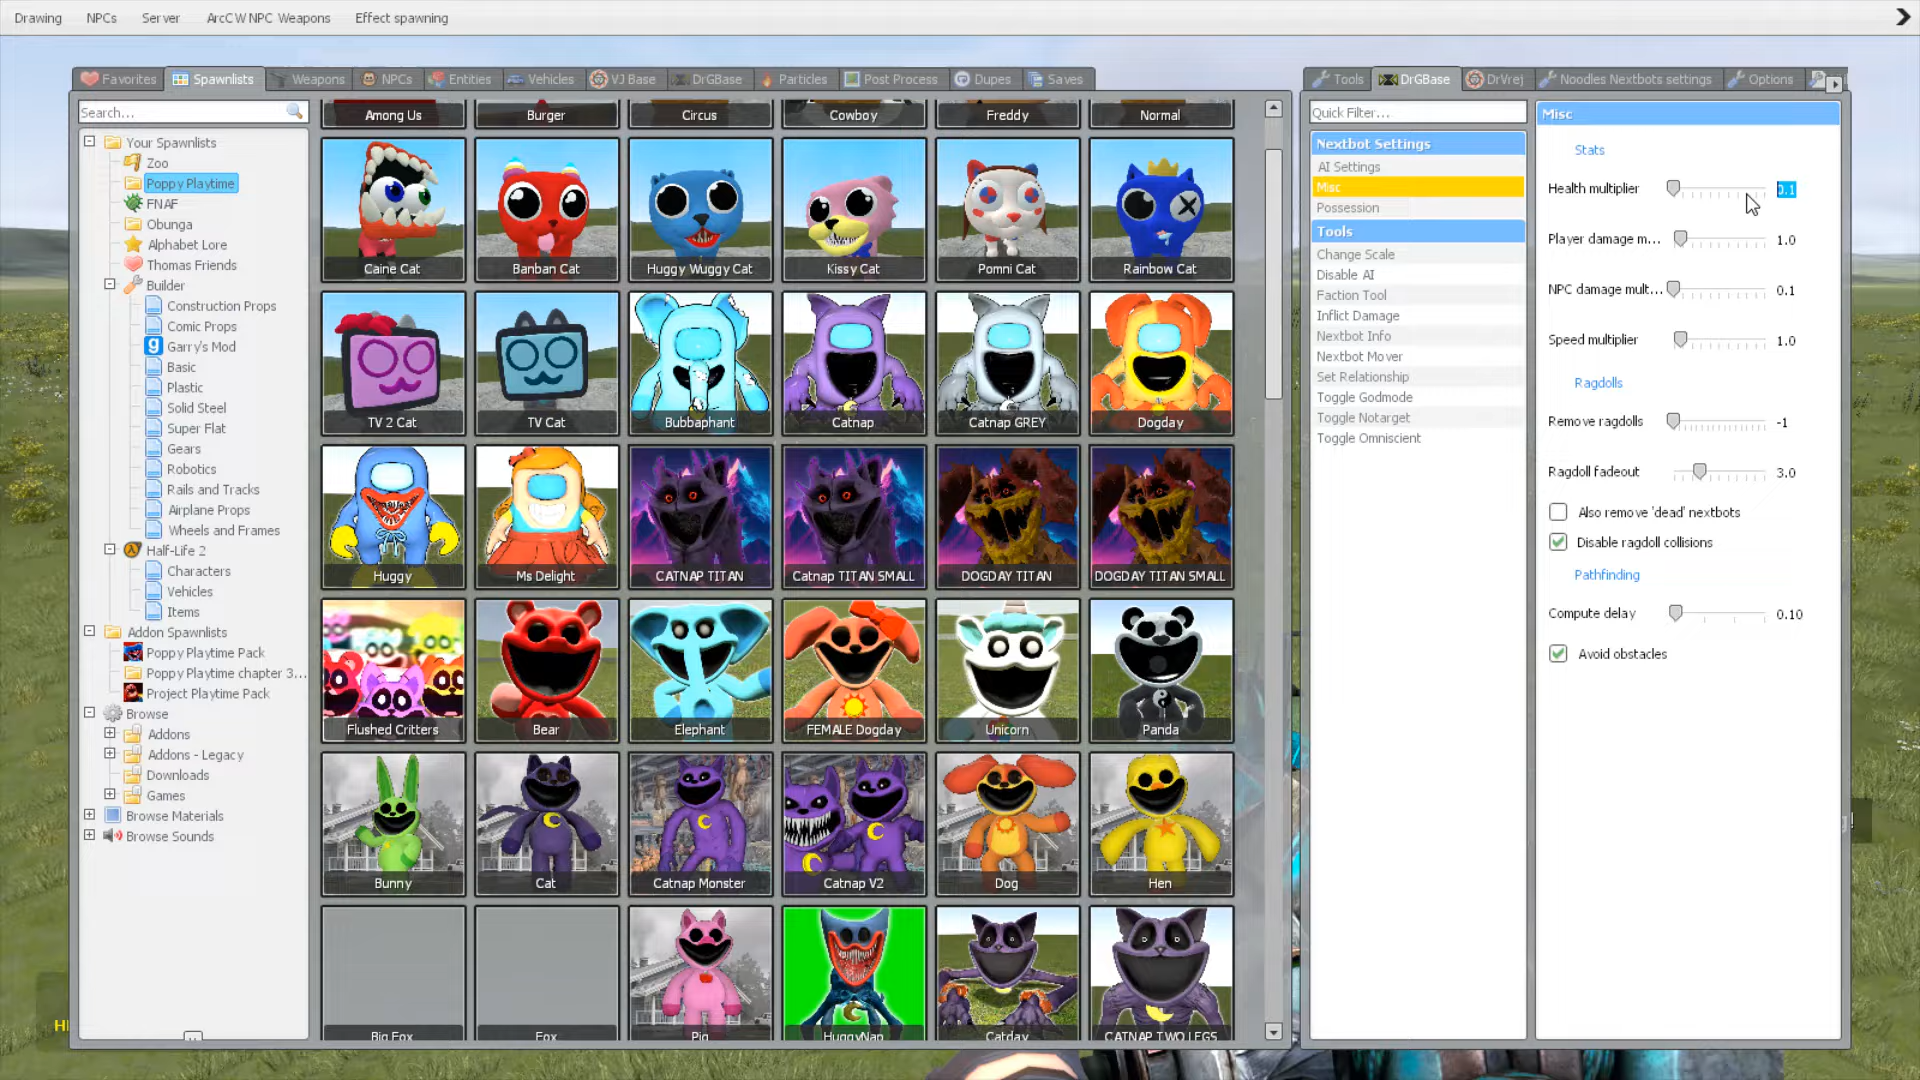 Drawing NPCs Server ArcCW NPC Weapons Effect spawning
Favorites Spawnlists Weapons NPCs Entities Vehicles VJ Base DrGBase Particles Post Process Dupes Saves
Search...
Your Spawnlists
Zoo
Poppy Playtime
FNAF
Obunga
Alphabet Lore
Thomas Friends
Builder
Construction Props
Comic Props
Garry's Mod
Basic
Plastic
Solid Steel
Super Flat
Gears
Robotics
Rails and Tracks
Airplane Props
Wheels and Frames
Half-Life 2
Characters
Vehicles
Items
Addon Spawnlists
Poppy Playtime Pack
Poppy Playtime chapter 3...
Project Playtime Pack
Browse
Addons
Addons - Legacy
Downloads
Games
Browse Materials
Browse Sounds
Among Us Burger Circus Cowboy Freddy Normal
Caine Cat Banban Cat Huggy Wuggy Cat Kissy Cat Pomni Cat Rainbow Cat
TV 2 Cat TV Cat Bubbaphant Catnap Catnap GREY Dogday
Huggy Ms Delight CATNAP TITAN Catnap TITAN SMALL DOGDAY TITAN DOGDAY TITAN SMALL
Flushed Critters Bear Elephant FEMALE Dogday Unicorn Panda
Bunny Cat Catnap Monster Catnap V2 Dog Hen
Big Fox Fox Pig HuggyNap Catday CATNAP TWO LEGS
Tools DrGBase DrVrej Noodles Nextbots settings Options
Quick Filter...
Nextbot Settings
AI Settings
Misc
Possession
Tools
Change Scale
Disable AI
Faction Tool
Inflict Damage
Nextbot Info
Nextbot Mover
Set Relationship
Toggle Godmode
Toggle Notarget
Toggle Omniscient
Misc
Stats
Health multiplier 0.1
Player damage m... 1.0
NPC damage mult... 0.1
Speed multiplier 1.0
Ragdolls
Remove ragdolls -1
Ragdoll fadeout 3.0
Also remove 'dead' nextbots
Disable ragdoll collisions
Pathfinding
Compute delay 0.10
Avoid obstacles